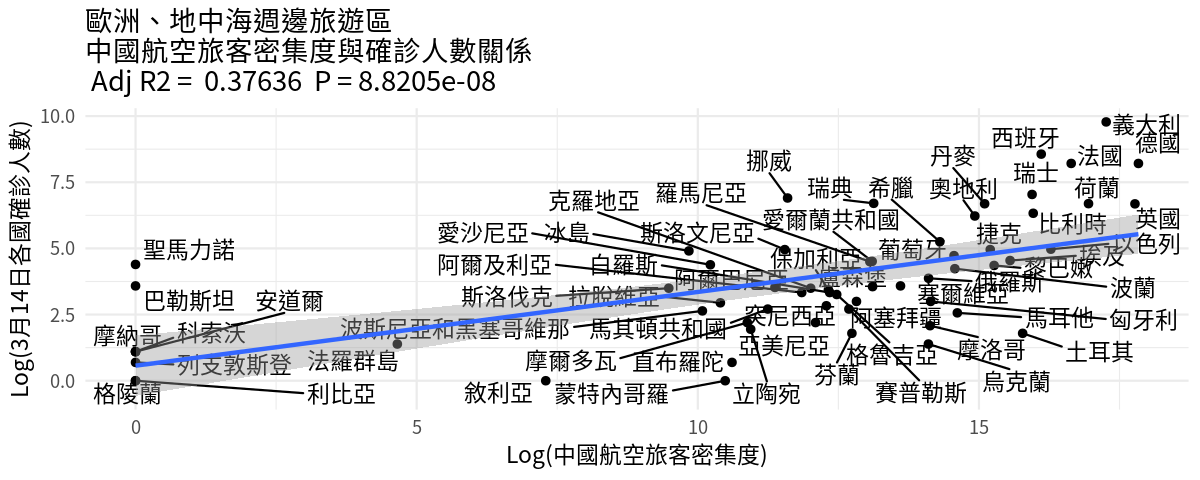 歐洲、地中海週邊旅遊區
中國航空旅客密集度與確診人數關係
Adj R2 = 0.37636 P = 8.8205e-08
Log(3月14日各國確診人數)
10.0
7.5
5.0
2.5
0.0
義大利
德國
西班牙
法國
丹麥
挪威
瑞士
瑞典
希臘
奧地利
荷蘭
克羅地亞
羅馬尼亞
愛爾蘭共和國
比利時
英國
愛沙尼亞
冰島
斯洛文尼亞
捷克
聖馬力諾
葡萄牙
以色列
保加利亞
埃及
阿爾及利亞
白羅斯
黎巴嫩
阿爾巴尼亞
盧森堡
俄羅斯
波蘭
斯洛伐克
拉脫維亞
塞爾維亞
巴勒斯坦
安道爾
突尼西亞
阿塞拜疆
馬耳他
匈牙利
摩納哥
科索沃
波斯尼亞和黑塞哥維那
馬其頓共和國
亞美尼亞
格魯吉亞
摩洛哥
土耳其
列支敦斯登
法羅群島
摩爾多瓦
直布羅陀
芬蘭
烏克蘭
格陵蘭
利比亞
敘利亞
蒙特內哥羅
立陶宛
賽普勒斯
0
5
10
15
Log(中國航空旅客密集度)